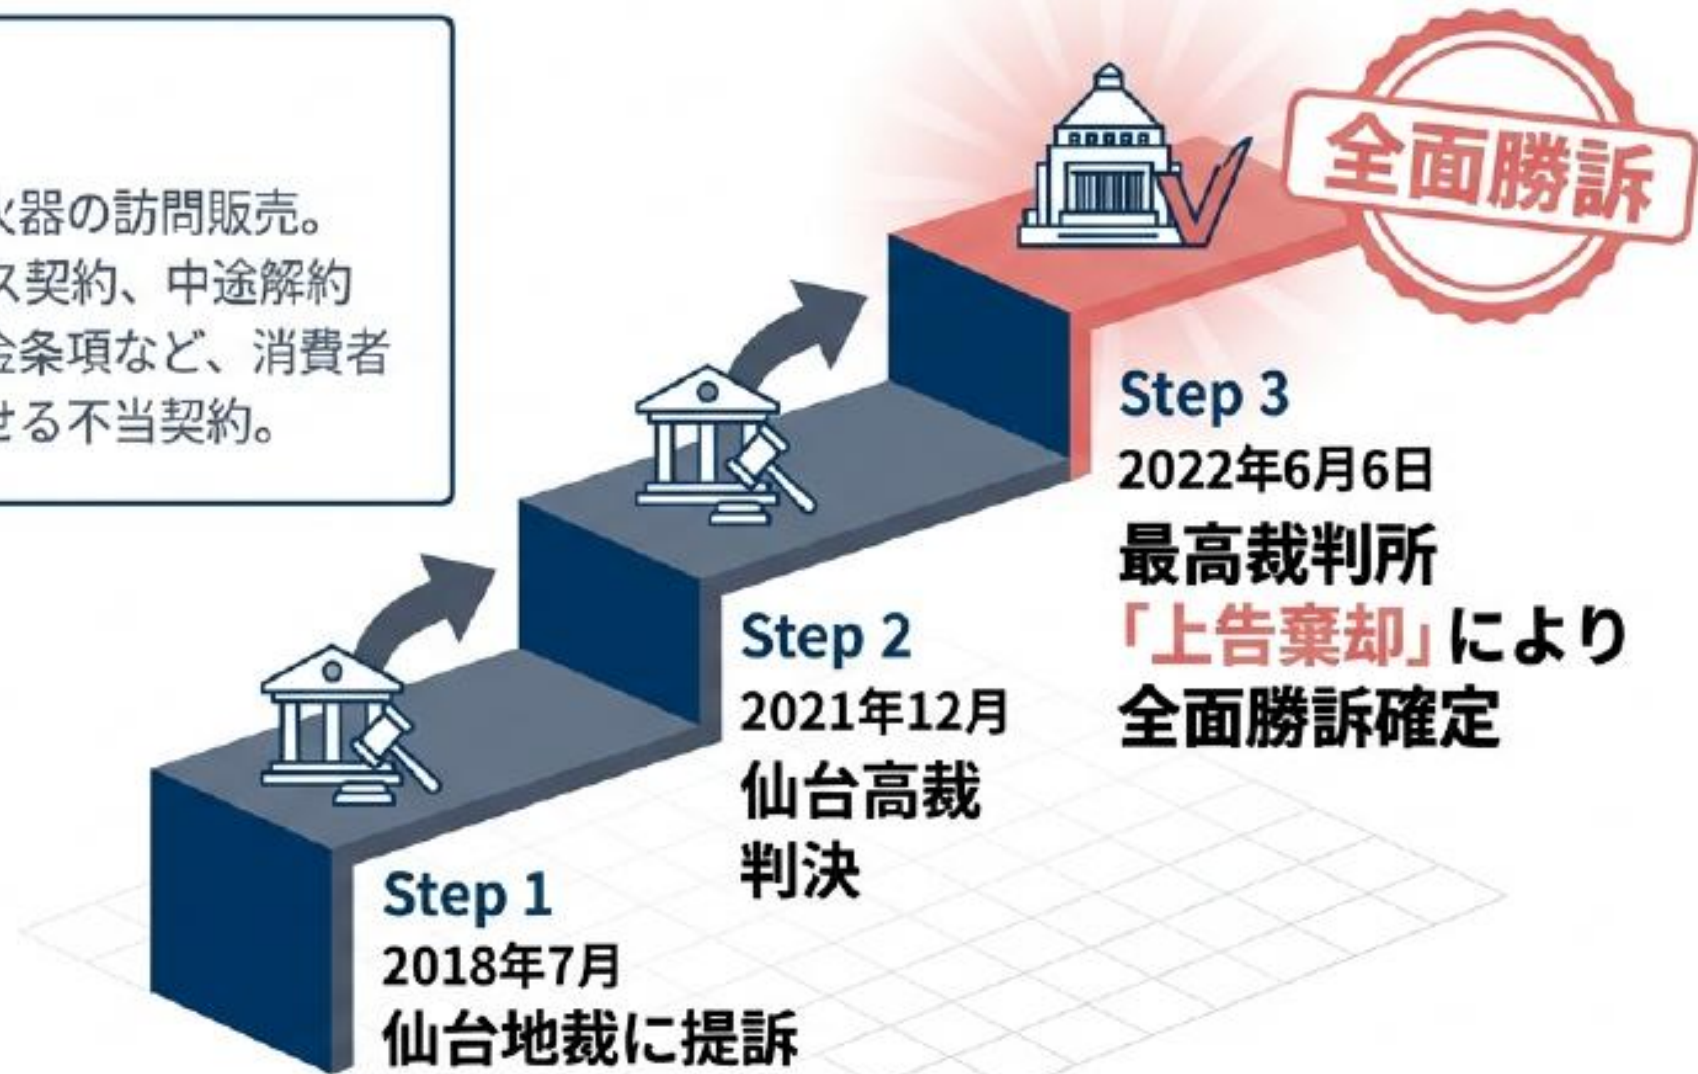 火器の訪問販売。
ス契約、中途解約
金条項など、消費者
せる不当契約。
全面勝訴
Step 3
2022年6月6日
最高裁判所
「上告棄却」により
全面勝訴確定
Step 2
2021年12月
仙台高裁
判決
Step 1
2018年7月
仙台地裁に提訴